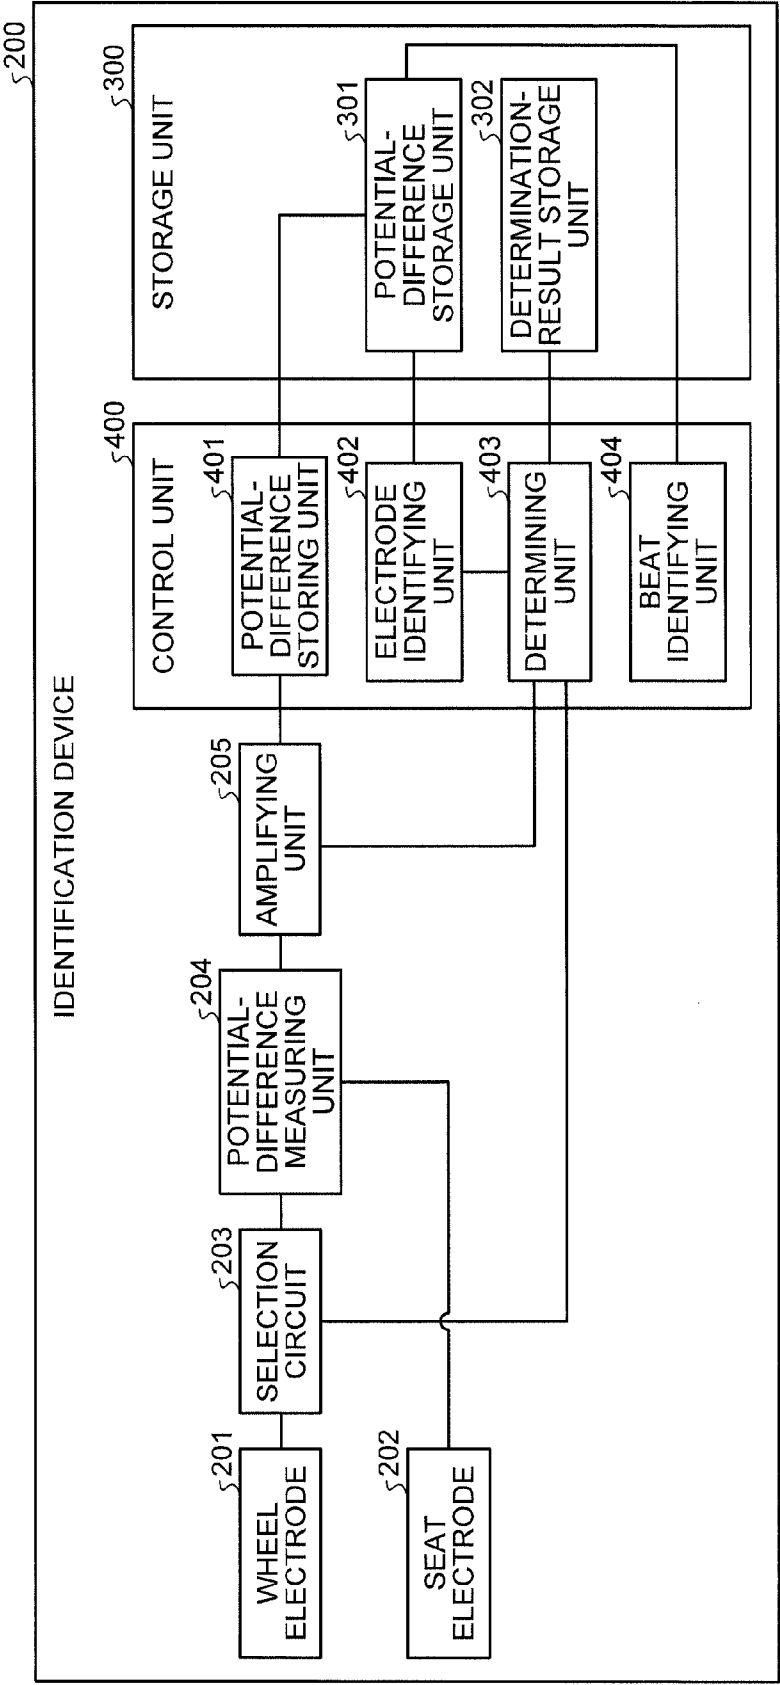 200
IDENTIFICATION DEVICE
201
WHEEL
ELECTRODE
202
SEAT
ELECTRODE
203
SELECTION
CIRCUIT
204
POTENTIAL-
DIFFERENCE
MEASURING
UNIT
205
AMPLIFYING
UNIT
400
CONTROL UNIT
401
POTENTIAL-
DIFFERENCE
STORING UNIT
402
ELECTRODE
IDENTIFYING
UNIT
403
DETERMINING
UNIT
404
BEAT
IDENTIFYING
UNIT
300
STORAGE UNIT
301
POTENTIAL-
DIFFERENCE
STORAGE UNIT
302
DETERMINATION-
RESULT STORAGE
UNIT